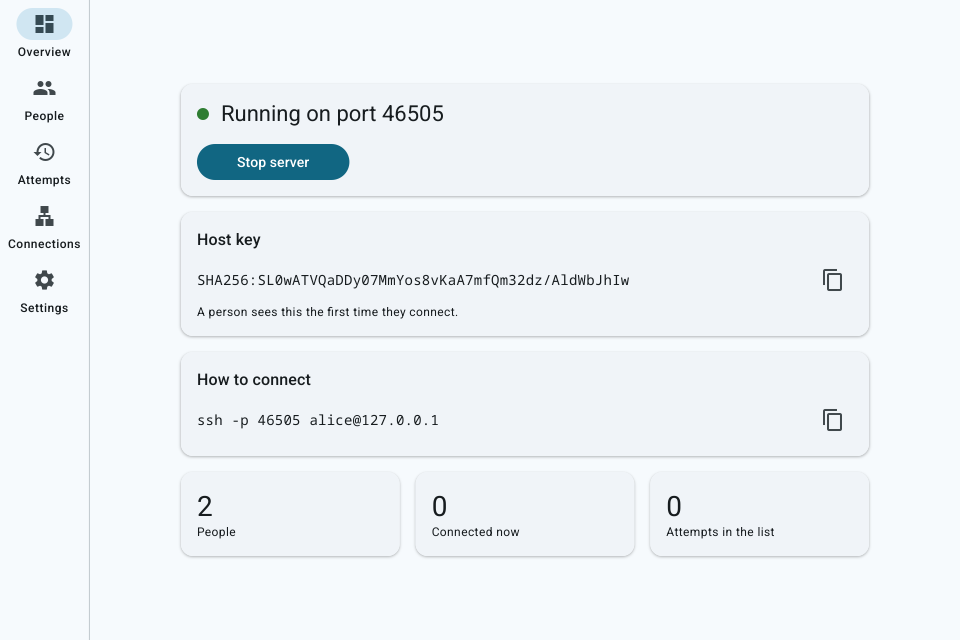 Overview
People
Attempts
Connections
Settings
Running on port 46505
Stop server
Host key
SHA256:SL0wATVQaDDy07MmYos8vKaA7mfQm32dz/AldWbJhIw
A person sees this the first time they connect.
How to connect
ssh -p 46505 alice@127.0.0.1
2
People
0
Connected now
0
Attempts in the list